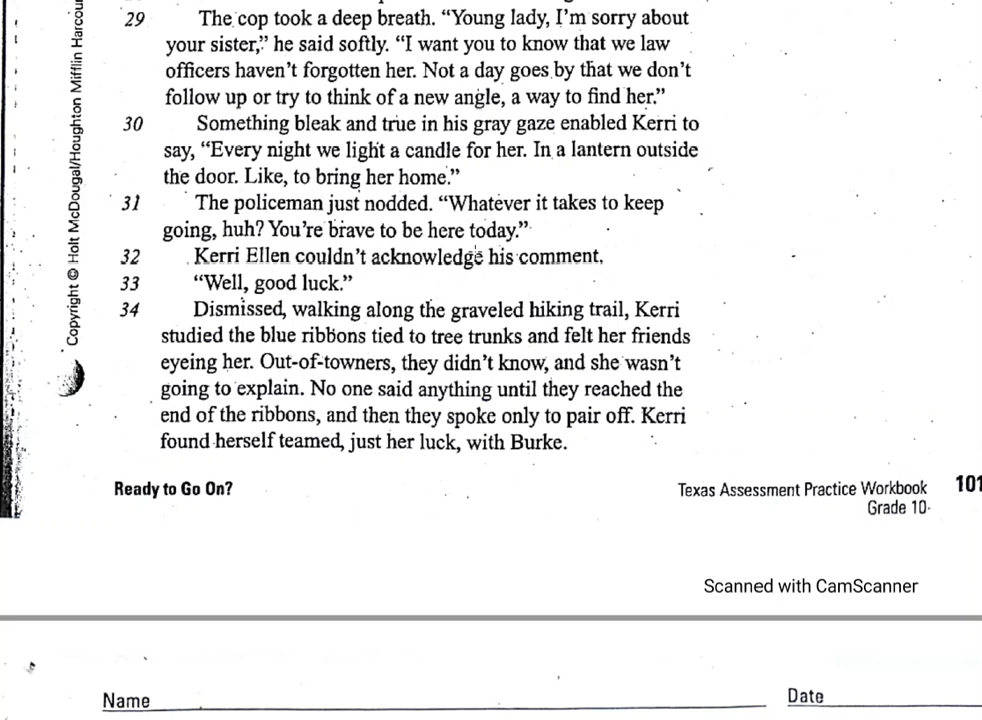 29 The cop took a deep breath. “Young lady, I’m sorry about
your sister,” he said softly. “I want you to know that we law
officers haven’t forgotten her. Not a day goes by that we don’t
follow up or try to think of a new angle, a way to find her.”
30 Something bleak and true in his gray gaze enabled Kerri to
say, “Every night we light a candle for her. In a lantern outside
the door. Like, to bring her home.”
31 The policeman just nodded. “Whatever it takes to keep
going, huh? You’re brave to be here today.”
32 Kerri Ellen couldn’t acknowledge his comment.
33 “Well, good luck.”
34 Dismissed, walking along the graveled hiking trail, Kerri
studied the blue ribbons tied to tree trunks and felt her friends
eyeing her. Out-of-towners, they didn’t know, and she wasn’t
going to explain. No one said anything until they reached the
end of the ribbons, and then they spoke only to pair off. Kerri
found herself teamed, just her luck, with Burke.
Copyright © Holt McDougal/Houghton Mifflin
Ready to Go On?
Texas Assessment Practice Workbook 101
Grade 10
Scanned with CamScanner
Name
Date